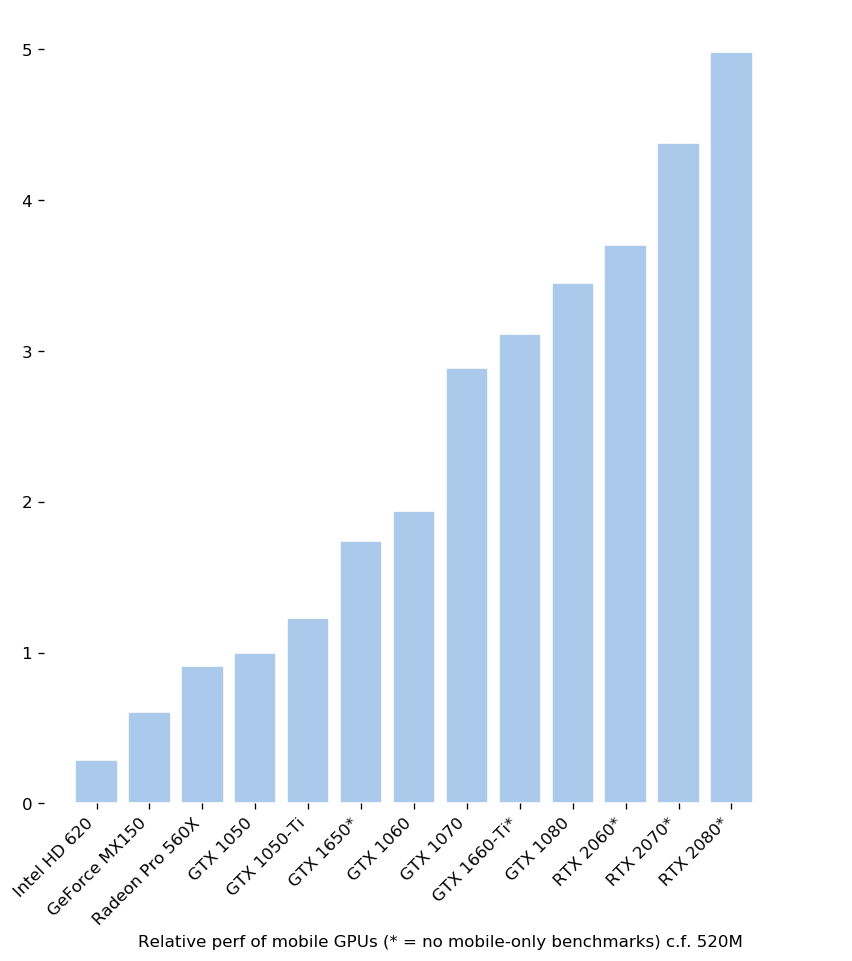 5
4
3
2
1
0
Intel HD 620
GeForce MX150
Radeon Pro 560X
GTX 1050
GTX 1050-Ti
GTX 1650*
GTX 1060
GTX 1070
GTX 1660-Ti*
GTX 1080
RTX 2060*
RTX 2070*
RTX 2080*
Relative perf of mobile GPUs (* = no mobile-only benchmarks) c.f. 520M